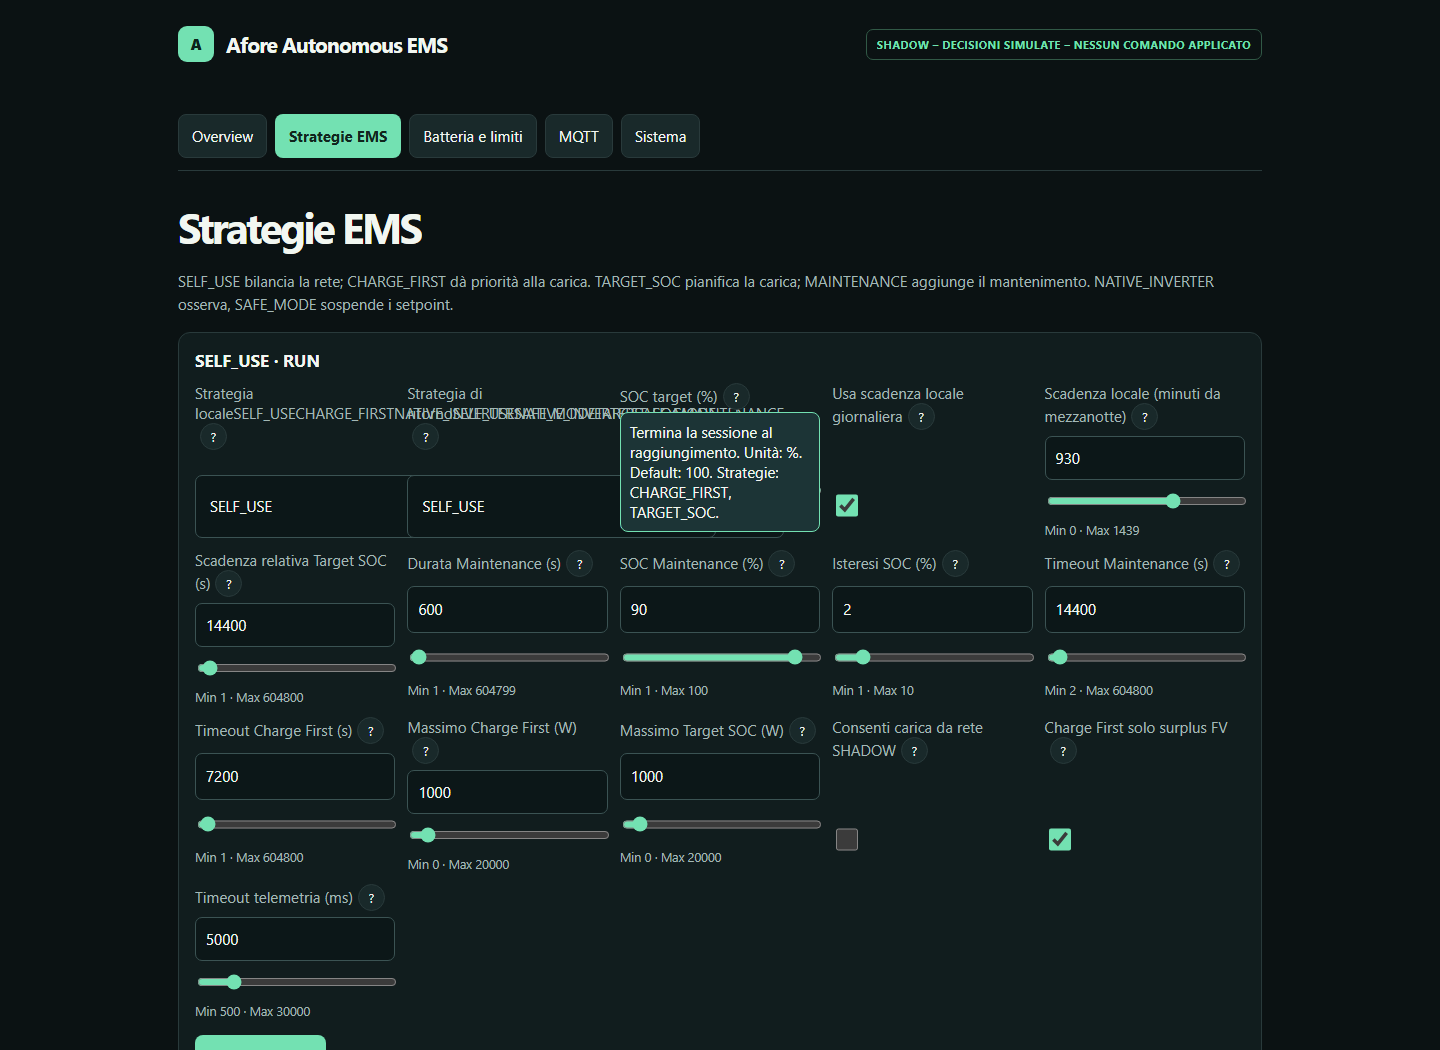 A Afore Autonomous EMS
SHADOW – DECISIONI SIMULATE – NESSUN COMANDO APPLICATO
Overview
Strategie EMS
Batteria e limiti
MQTT
Sistema
Strategie EMS
SELF_USE bilancia la rete; CHARGE_FIRST dà priorità alla carica. TARGET_SOC pianifica la carica; MAINTENANCE aggiunge il mantenimento. NATIVE_INVERTER
osserva, SAFE_MODE sospende i setpoint.
SELF_USE · RUN
Strategia
localeSELF_USECHARGE_FIRST
?
SELF_USE
Strategia di
?
SELF_USE
SOC target (%) ?
Termina la sessione al
raggiungimento. Unità: %.
Default: 100. Strategie:
CHARGE_FIRST,
TARGET_SOC.
Usa scadenza locale
giornaliera ?
Scadenza locale (minuti da
mezzanotte) ?
930
Min 0 · Max 1439
Scadenza relativa Target SOC
(s) ?
14400
Min 1 · Max 604800
Durata Maintenance (s) ?
600
Min 1 · Max 604799
SOC Maintenance (%) ?
90
Min 1 · Max 100
Isteresi SOC (%) ?
2
Min 1 · Max 10
Timeout Maintenance (s) ?
14400
Min 2 · Max 604800
Timeout Charge First (s) ?
7200
Min 1 · Max 604800
Massimo Charge First (W)
?
1000
Min 0 · Max 20000
Massimo Target SOC (W) ?
1000
Min 0 · Max 20000
Consenti carica da rete
SHADOW ?
Charge First solo surplus FV
?
Timeout telemetria (ms) ?
5000
Min 500 · Max 30000